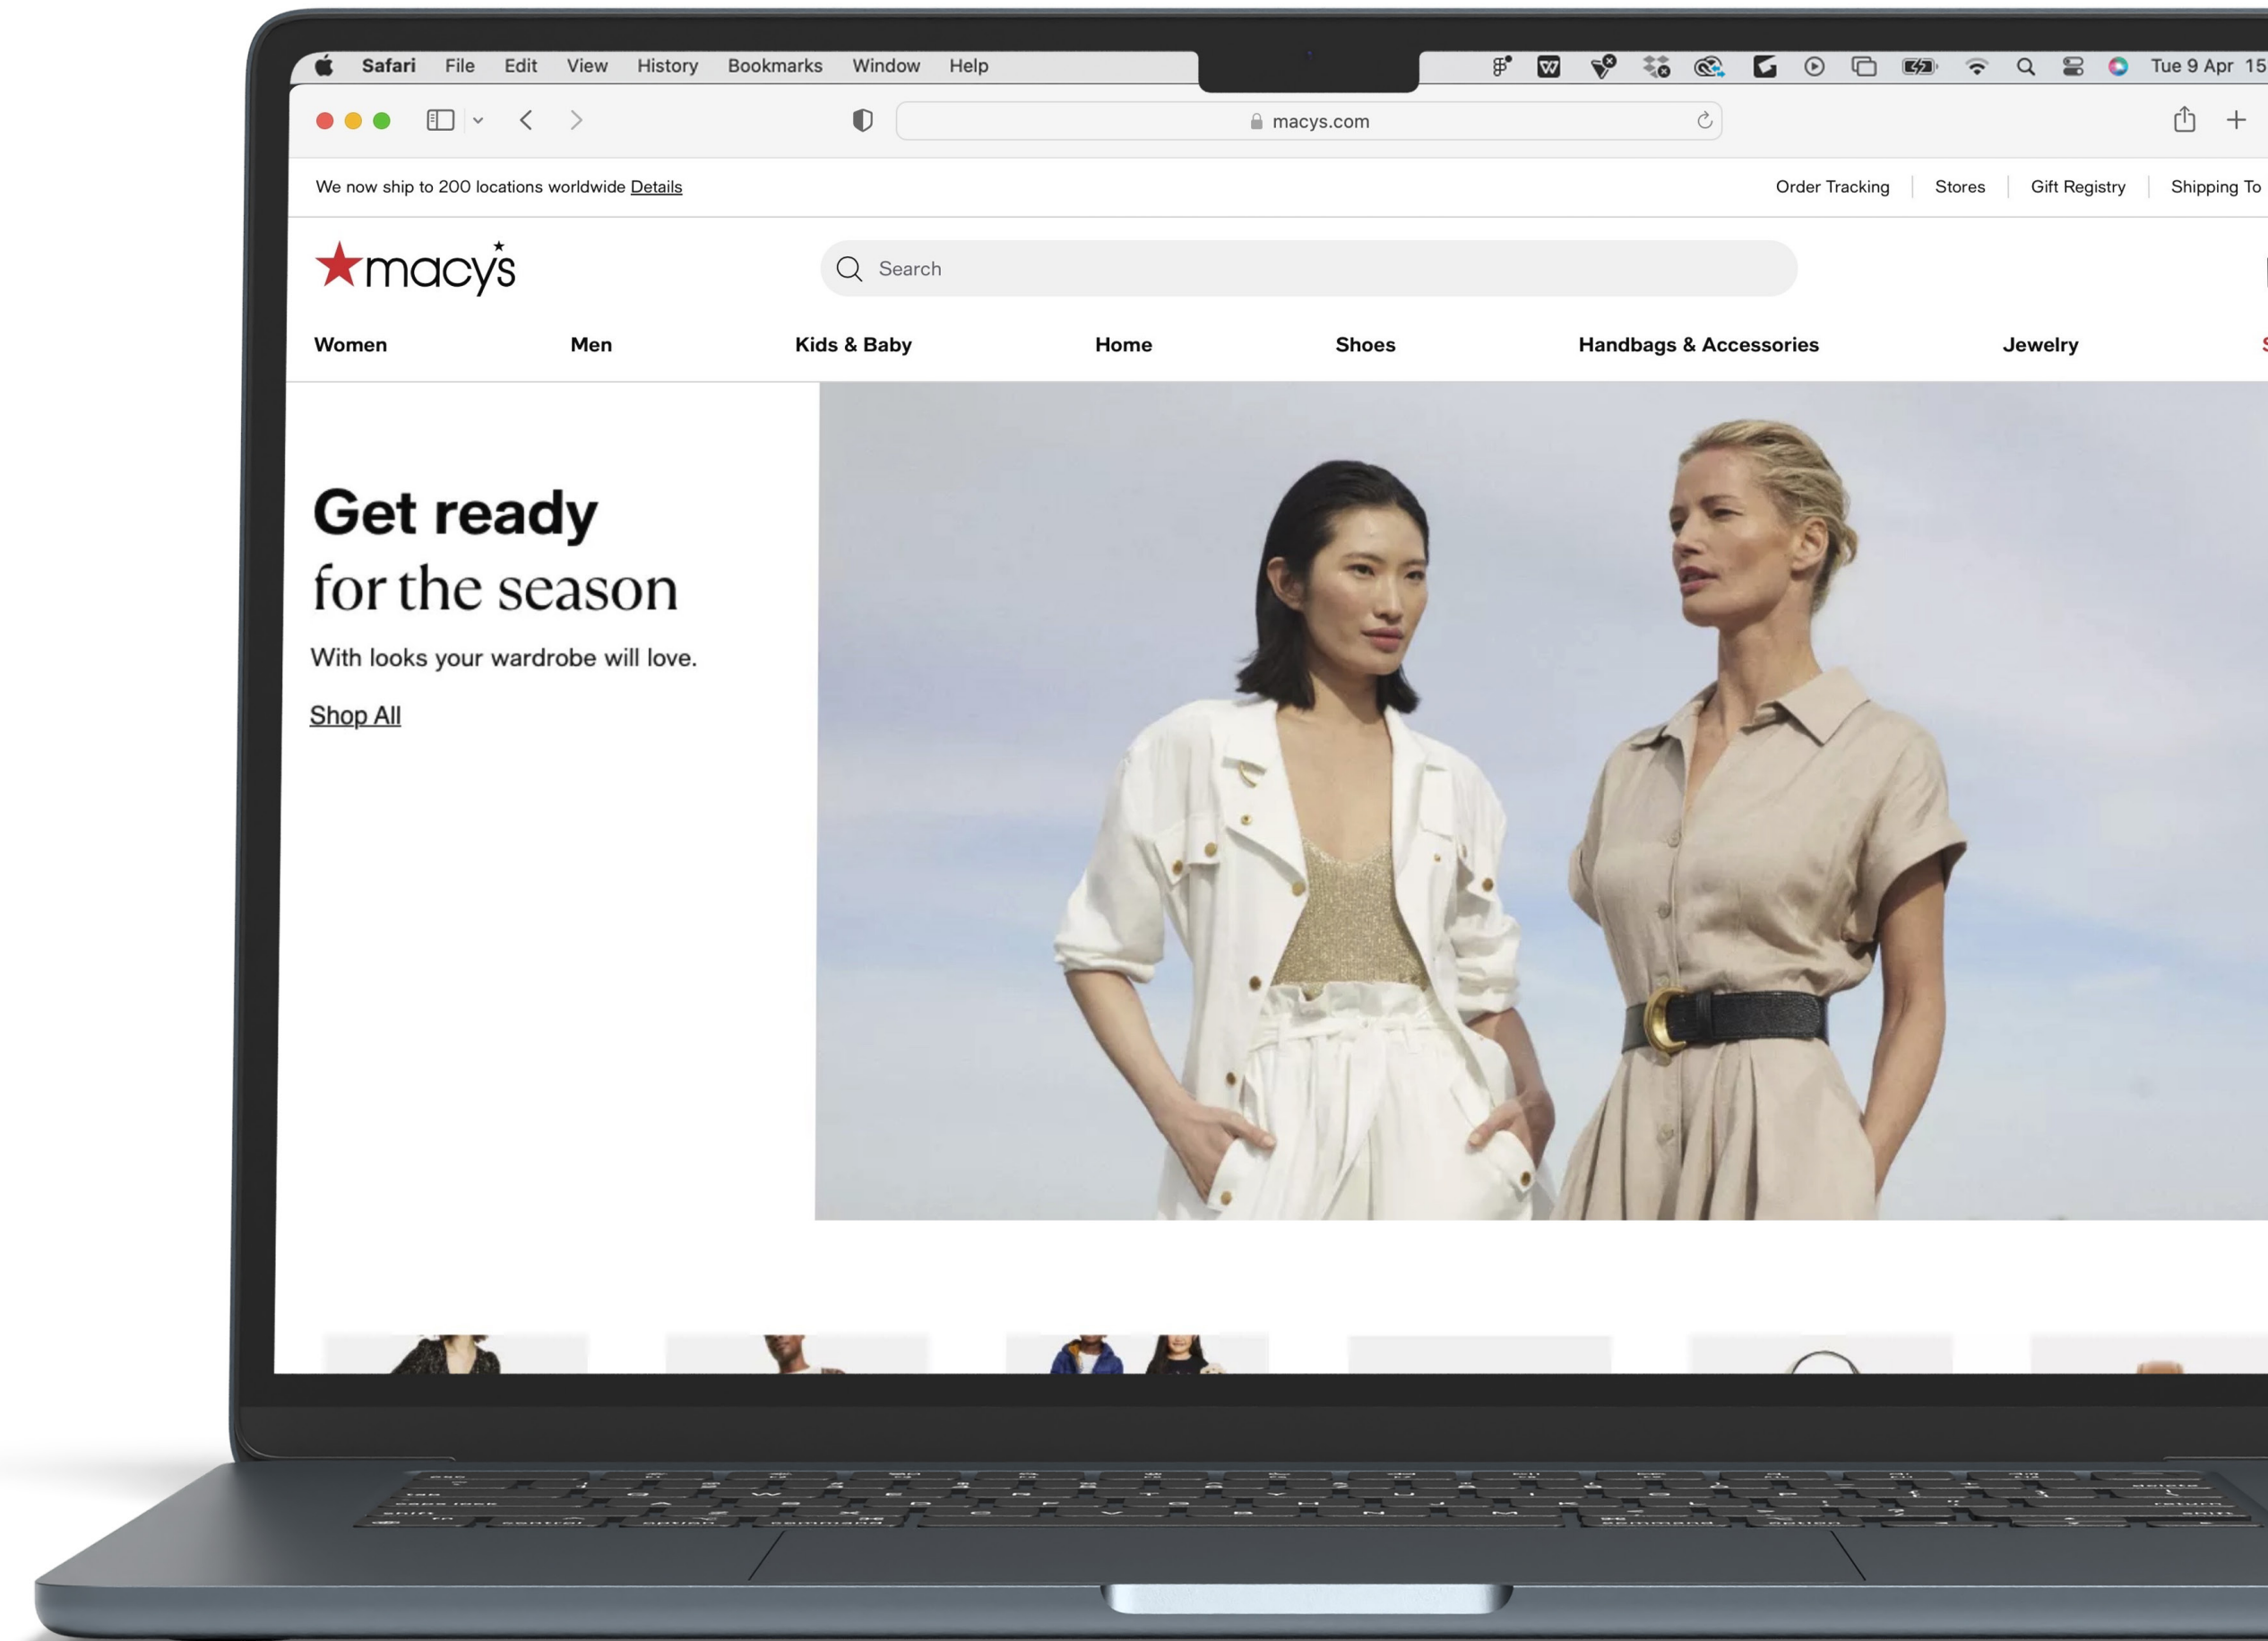 Safari File Edit View History Bookmarks Window Help Tue 9 Apr 15
macys.com
We now ship to 200 locations worldwide Details Order Tracking Stores Gift Registry Shipping To
macy's Search
Women Men Kids & Baby Home Shoes Handbags & Accessories Jewelry
Get ready
for the season
With looks your wardrobe will love.
Shop All